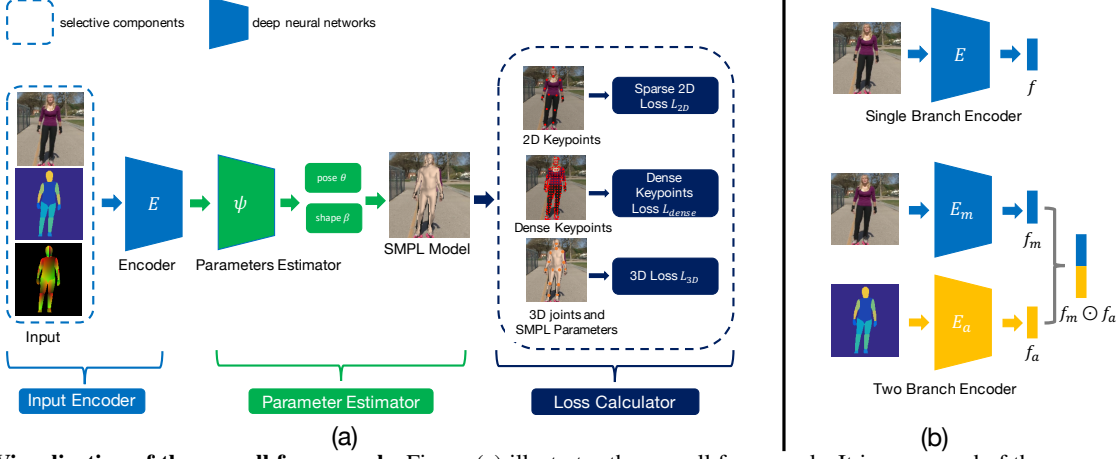 selective components
deep neural networks
Input
E
Encoder
ψ
Parameters Estimator
pose θ
shape β
SMPL Model
2D Keypoints
Sparse 2D
Loss L2D
Dense Keypoints
Dense
Keypoints
Loss Ldense
3D joints and
SMPL Parameters
3D Loss L3D
Input Encoder
Parameter Estimator
Loss Calculator
(a)
E
f
Single Branch Encoder
Em
fm
Ea
fa
fm ⊙ fa
Two Branch Encoder
(b)